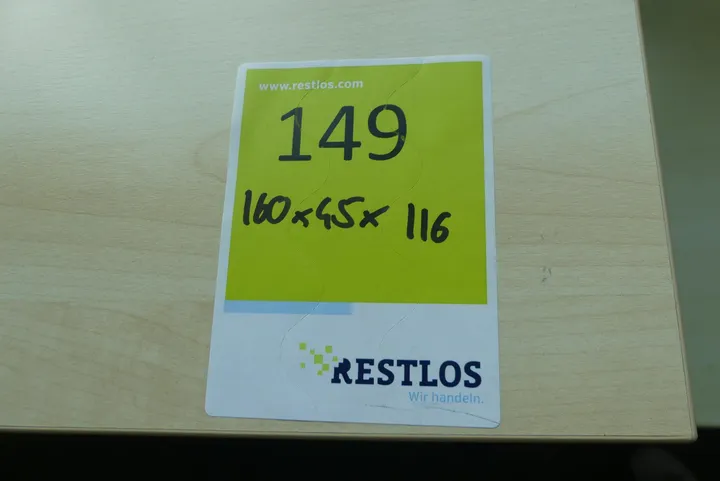 www.restlos.com
149
160x45x 116
RESTLOS
Wir handeln.